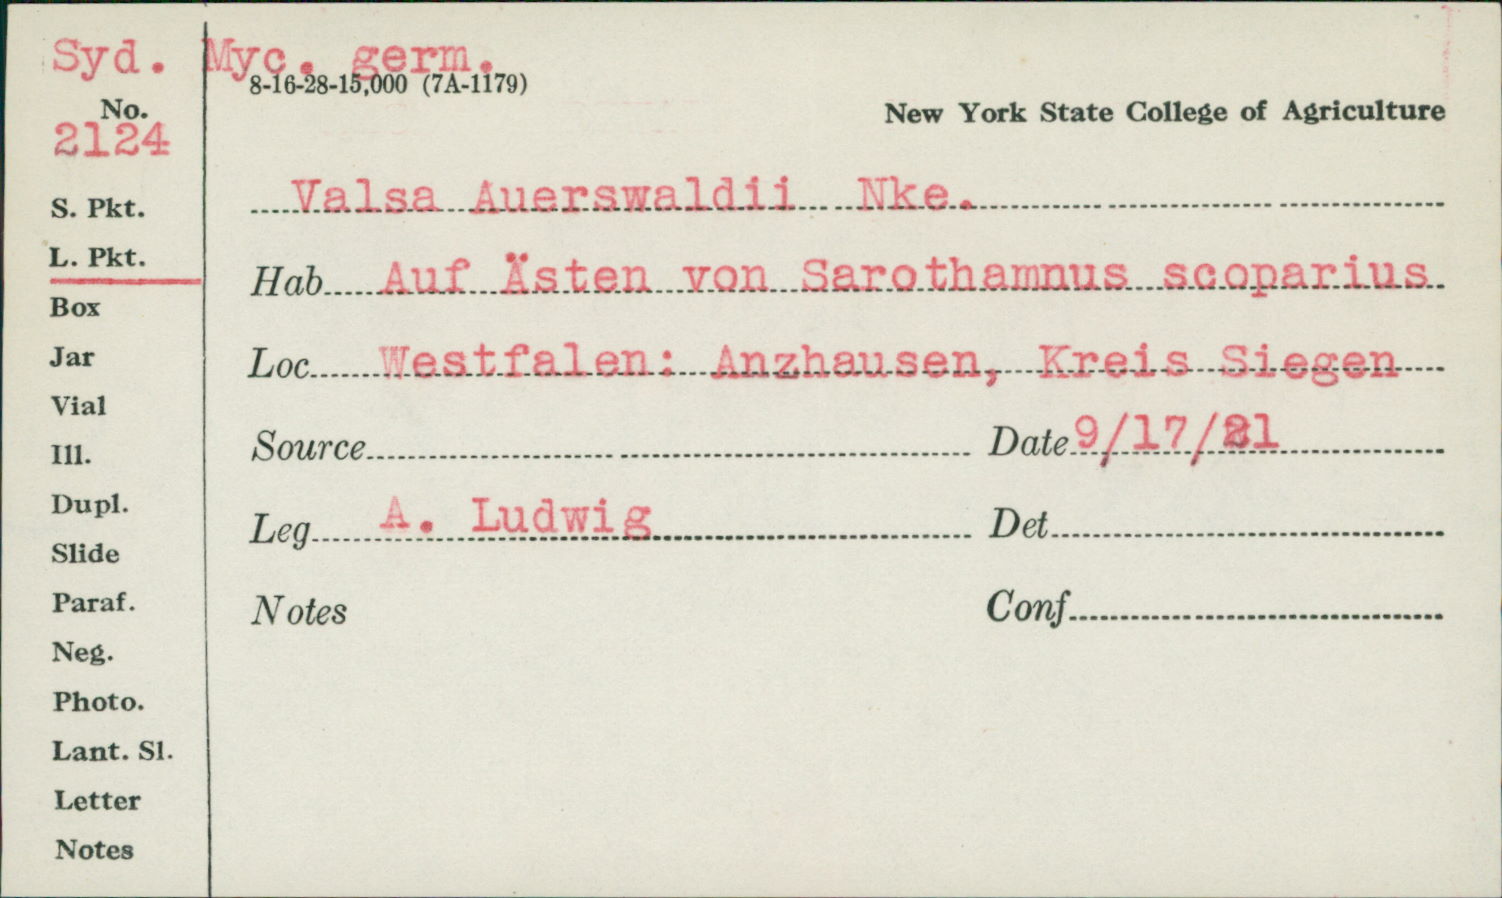 Syd. Myc. germ.
8-16-28-15,000 (7A-1179)
No.
2124
New York State College of Agriculture
Valsa Auerswaldii Nke.
S. Pkt.
L. Pkt.
Hab Auf Ästen von Sarothamnus scoparius
Box
Jar
Loc Westfalen: Anzhausen, Kreis Siegen
Vial
Ill.
Source Date 9/17/21
Dupl.
Leg A. Ludwig Det
Slide
Paraf.
Notes Conf
Neg.
Photo.
Lant. Sl.
Letter
Notes